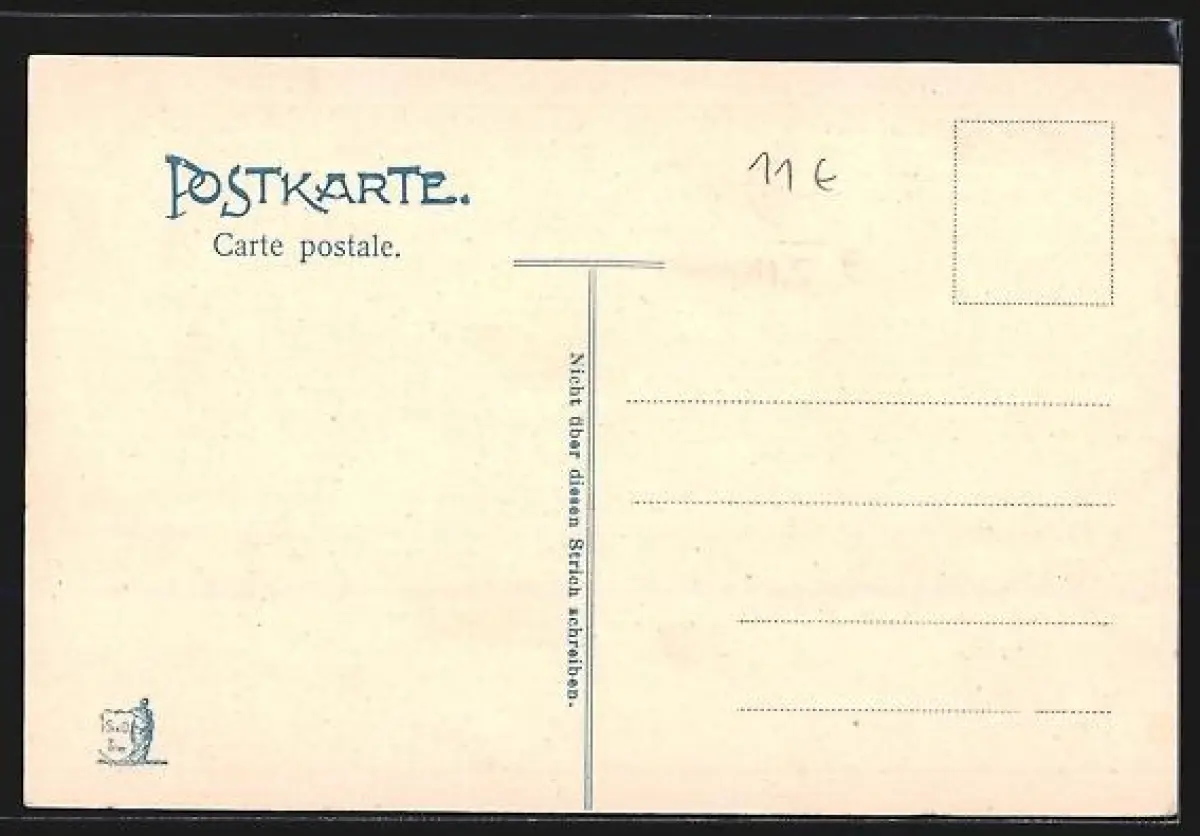 POSTKARTE.
Carte postale.
11 €
Nicht über diesen Strich schreiben.